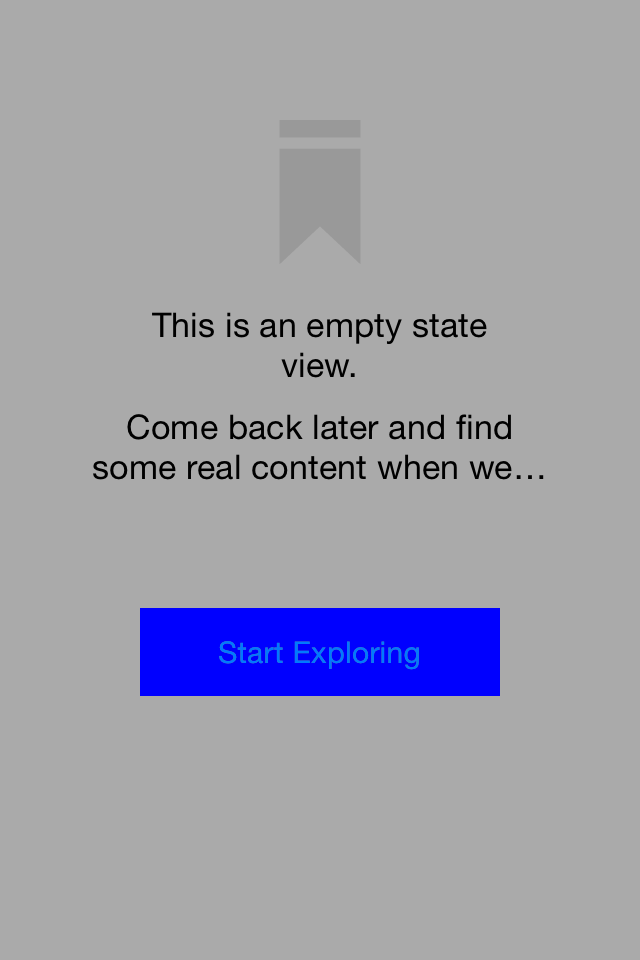 This is an empty state
view.
Come back later and find
some real content when we…
Start Exploring